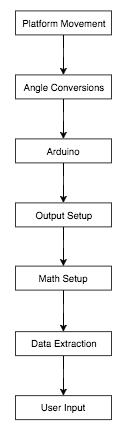 Platform Movement
Angle Conversions
Arduino
Output Setup
Math Setup
Data Extraction
User Input